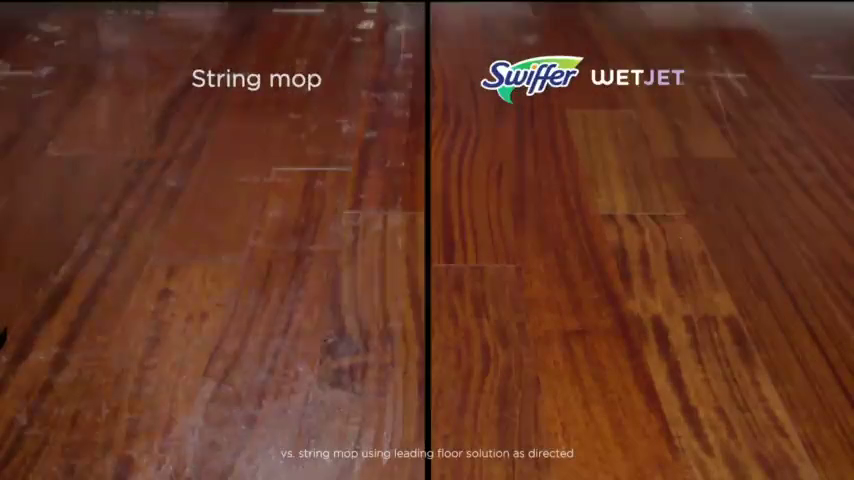 String mop
Swiffer WETJET
vs. string mop using leading floor solution as directed